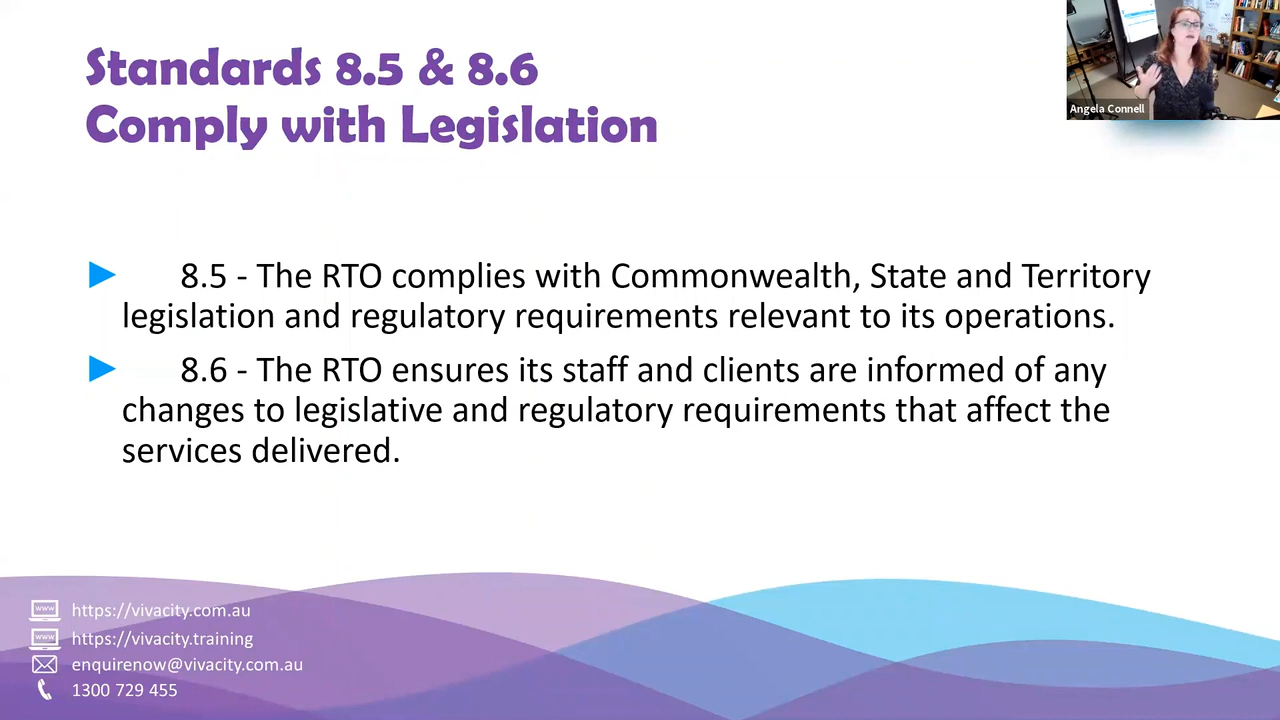 Standards 8.5 & 8.6
Comply with Legislation
Angela Connell
8.5 - The RTO complies with Commonwealth, State and Territory
legislation and regulatory requirements relevant to its operations.
8.6 - The RTO ensures its staff and clients are informed of any
changes to legislative and regulatory requirements that affect the
services delivered.
www https://vivacity.com.au
www https://vivacity.training
enquirenow@vivacity.com.au
1300 729 455